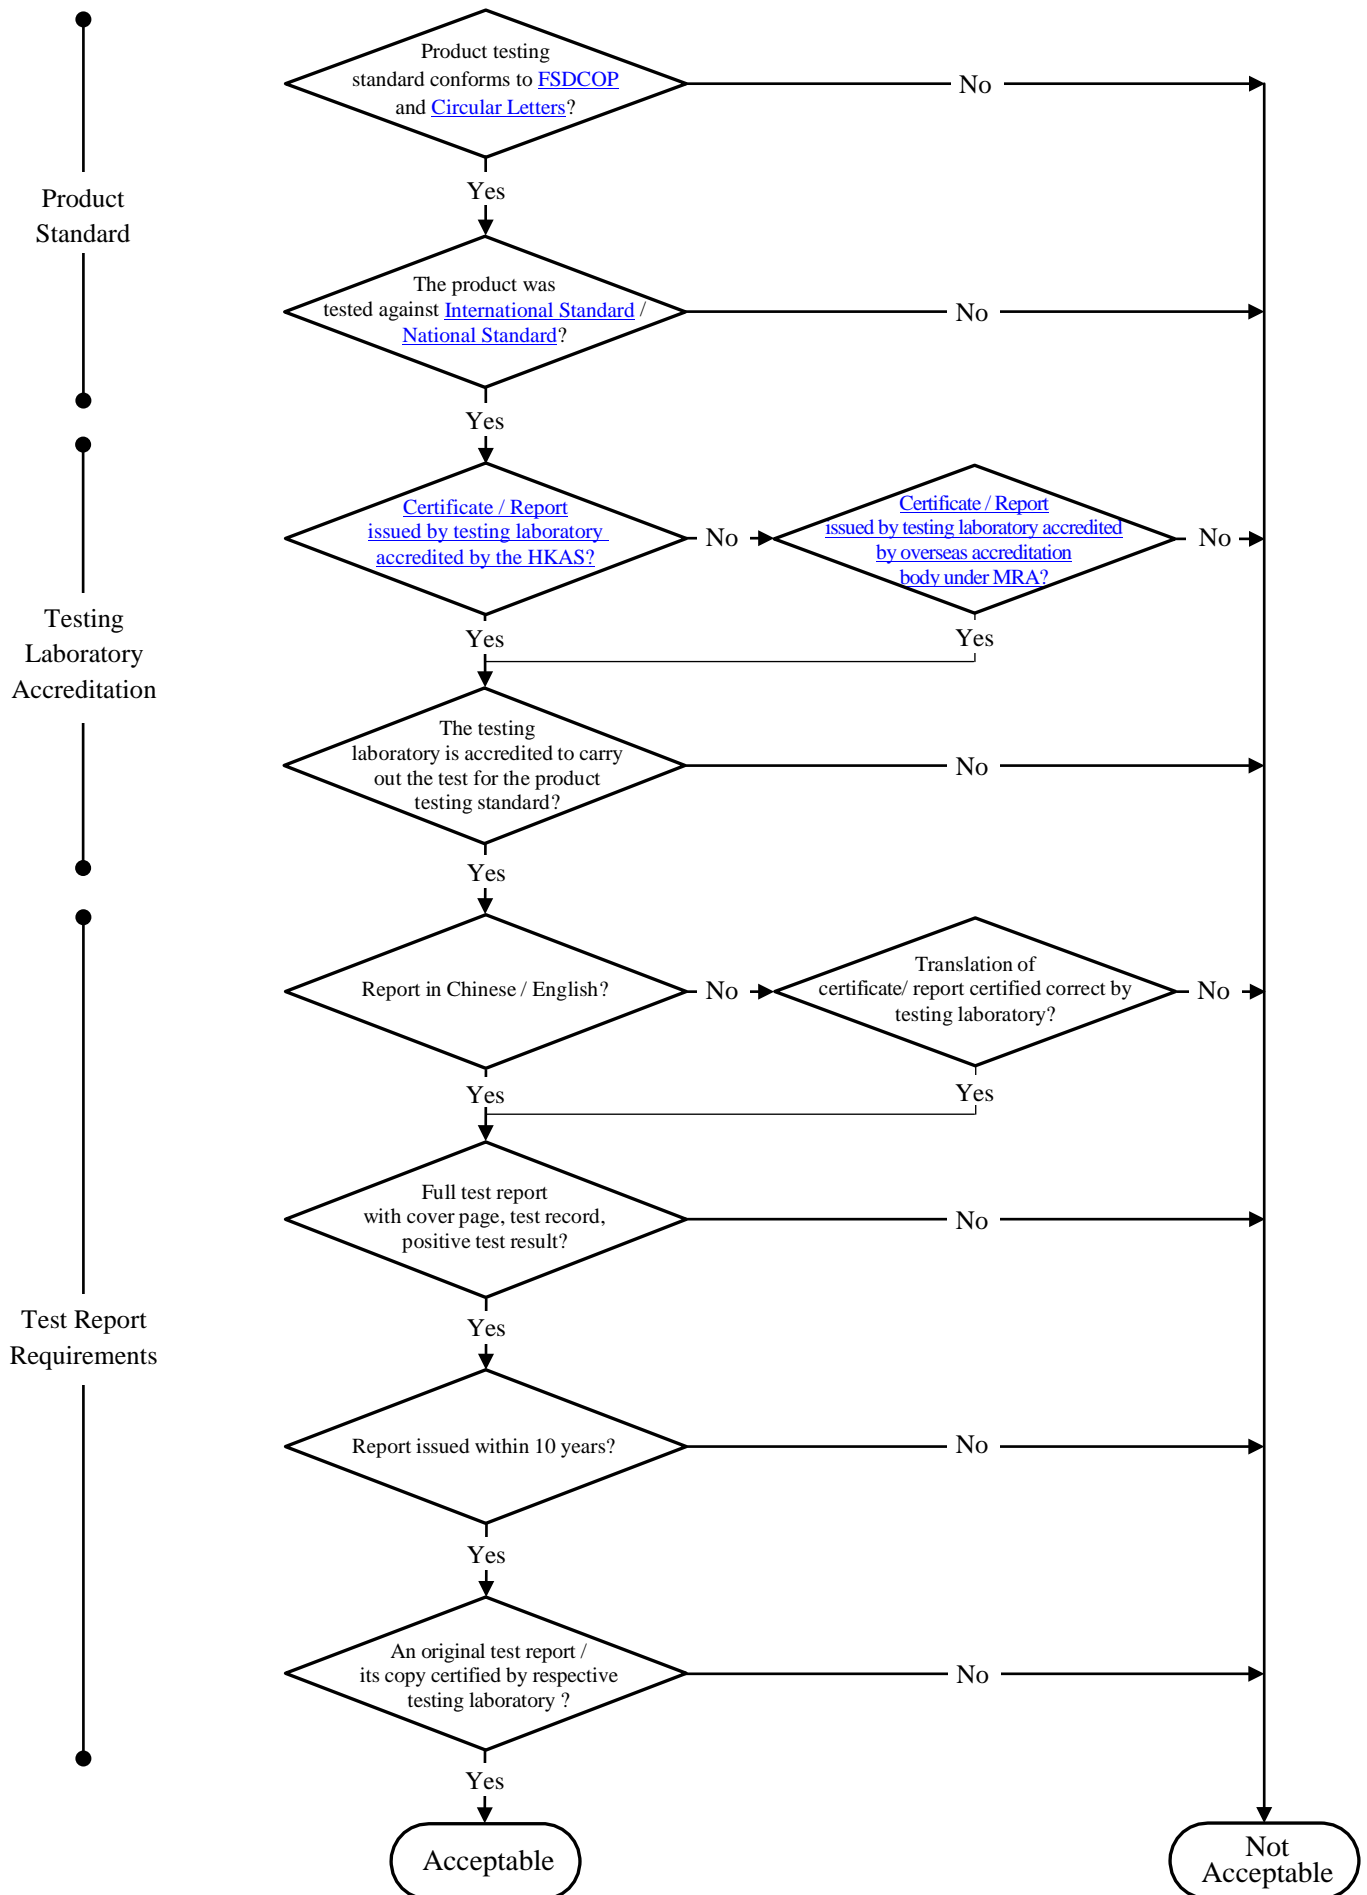 Product testing
standard conforms to FSDCOP
and Circular Letters?
No
Yes
Product
Standard
The product was
tested against International Standard /
National Standard?
No
Yes
Certificate / Report
issued by testing laboratory
accredited by the HKAS?
No
Certificate / Report
issued by testing laboratory accredited
by overseas accreditation
body under MRA?
No
Yes
Yes
Testing
Laboratory
Accreditation
The testing
laboratory is accredited to carry
out the test for the product
testing standard?
No
Yes
Report in Chinese / English?
No
Translation of
certificate/ report certified correct by
testing laboratory?
No
Yes
Yes
Full test report
with cover page, test record,
positive test result?
No
Yes
Test Report
Requirements
Report issued within 10 years?
No
Yes
An original test report /
its copy certified by respective
testing laboratory ?
No
Yes
Acceptable
Not
Acceptable